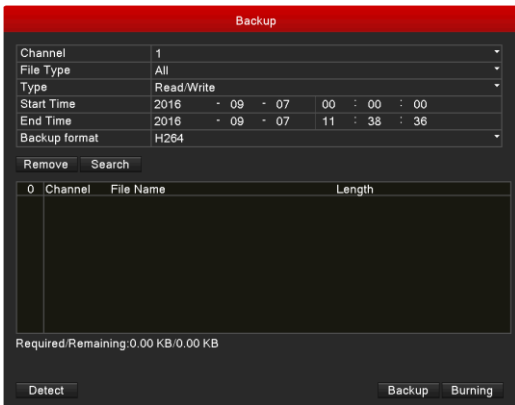 Backup
Channel 1
File Type All
Type Read/Write
Start Time 2016 - 09 - 07 00 : 00 : 00
End Time 2016 - 09 - 07 11 : 38 : 36
Backup format H264
Remove Search
0 Channel File Name Length
Required/Remaining:0.00 KB/0.00 KB
Detect Backup Burning